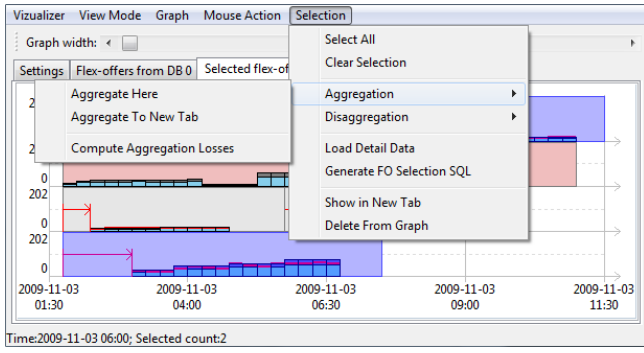 Vizualizer View Mode Graph Mouse Action Selection
Graph width:
Select All
Clear Selection
Settings Flex-offers from DB 0 Selected flex-of
Aggregation
Disaggregation
Aggregate Here
Aggregate To New Tab
Compute Aggregation Losses
Load Detail Data
Generate FO Selection SQL
Show in New Tab
Delete From Graph
2
0
202
0
202
0
2009-11-03 2009-11-03 2009-11-03 2009-11-03 2009-11-03
01:30 04:00 06:30 09:00 11:30
Time:2009-11-03 06:00; Selected count:2